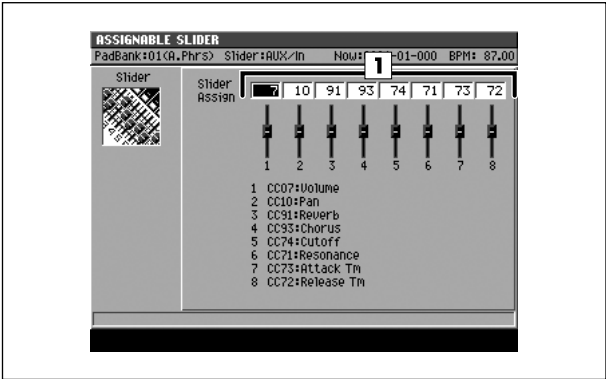 ASSIGNABLE SLIDER
PadBank:01(A.Phrs) Slider:AUX/In Now: -01-000 BPM: 87.00
1
Slider
Slider Assign 7 10 91 93 74 71 73 72
1 2 3 4 5 6 7 8
1 CC07:Volume
2 CC10:Pan
3 CC91:Reverb
4 CC93:Chorus
5 CC74:Cutoff
6 CC71:Resonance
7 CC73:Attack Tm
8 CC72:Release Tm